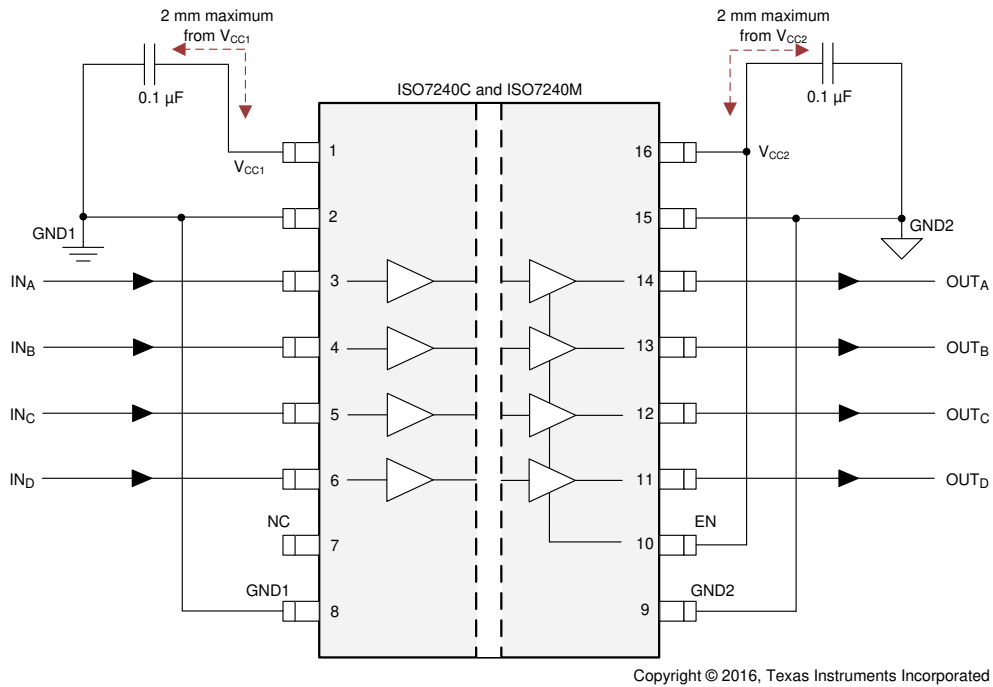 2 mm maximum
from VCC1
2 mm maximum
from VCC2
0.1 µF
0.1 µF
ISO7240C and ISO7240M
1
16
VCC1
VCC2
2
15
GND1
GND2
INA
3
14
OUTA
INB
4
13
OUTB
INC
5
12
OUTC
IND
6
11
OUTD
NC
EN
7
10
GND1
GND2
8
9
Copyright © 2016, Texas Instruments Incorporated